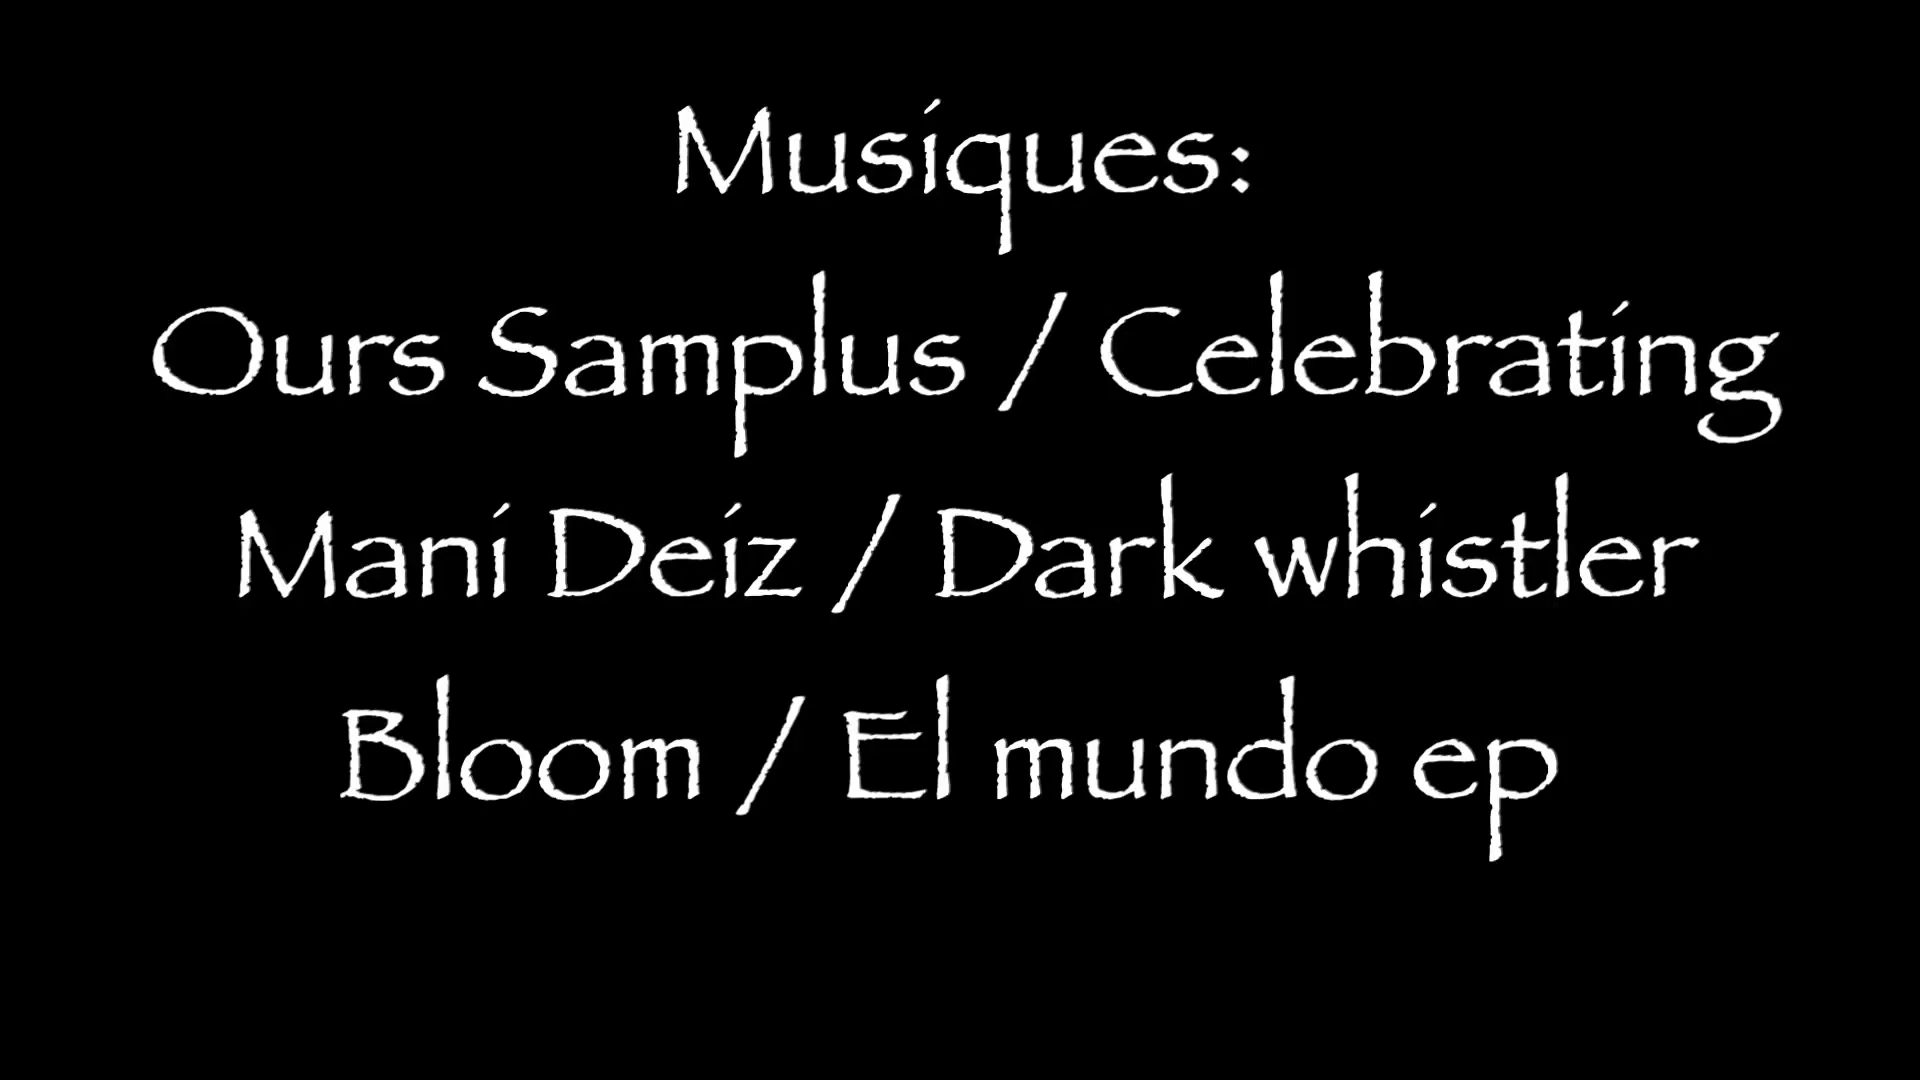 Musiques:
Ours Samplus / Celebrating
Mani Deiz / Dark whistler
Bloom / El mundo ep